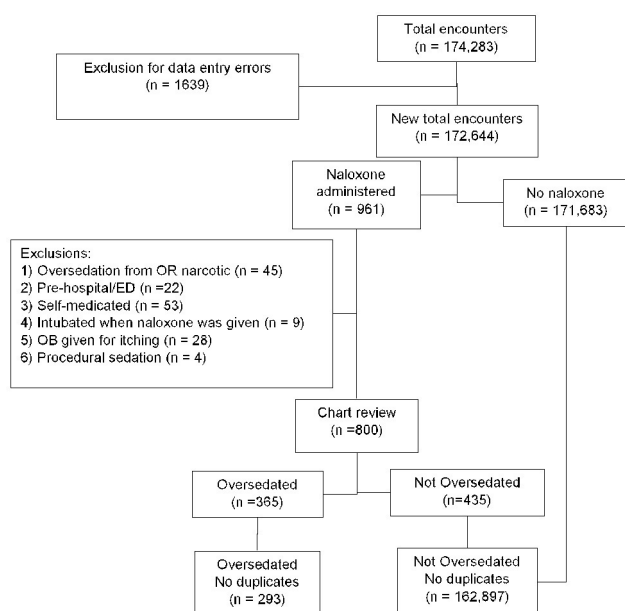 Total encounters
(n = 174,283)
Exclusion for data entry errors
(n = 1639)
New total encounters
(n = 172,644)
Naloxone
administered
(n = 961)
No naloxone
(n = 171,683)
Exclusions:
1) Oversedation from OR narcotic (n = 45)
2) Pre-hospital/ED (n =22)
3) Self-medicated (n = 53)
4) Intubated when naloxone was given (n = 9)
5) OB given for itching (n = 28)
6) Procedural sedation (n = 4)
Chart review
(n =800)
Oversedated
(n =365)
Not Oversedated
(n=435)
Oversedated
No duplicates
(n = 293)
Not Oversedated
No duplicates
(n = 162,897)